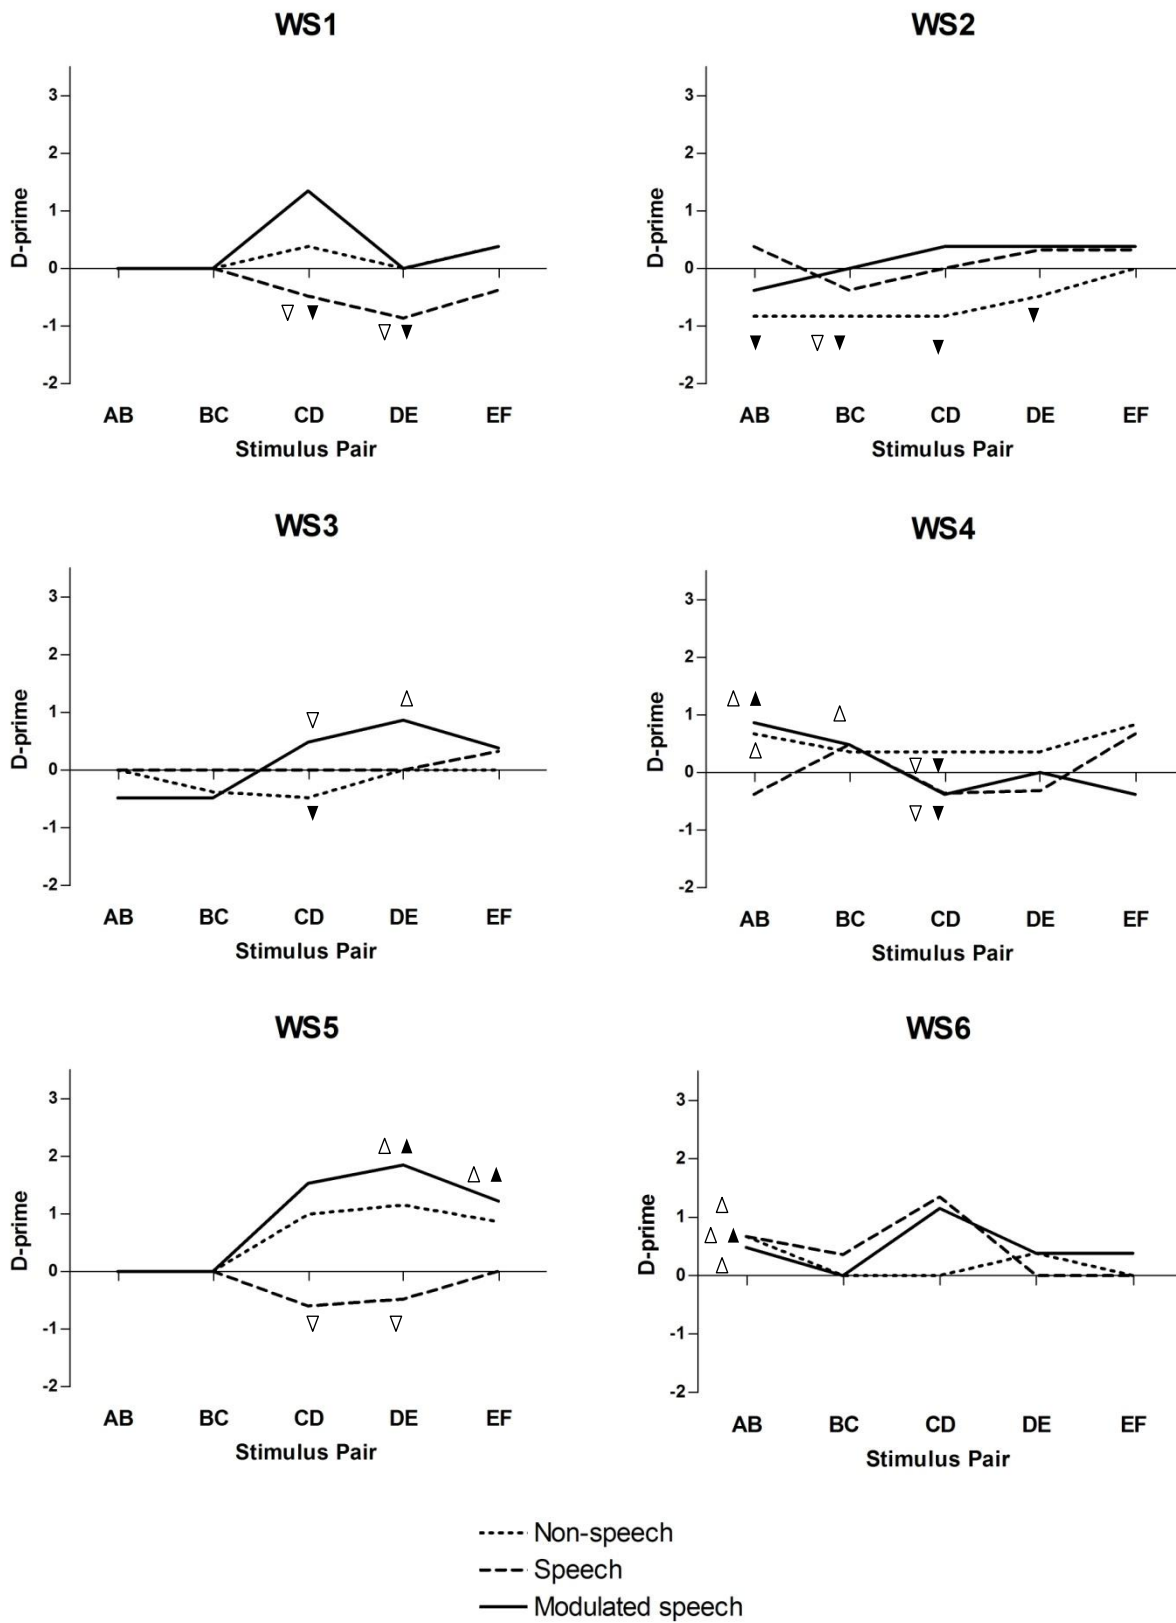 WS1
3
2
1
0
-1
-2
D-prime
AB BC CD DE EF
Stimulus Pair
WS2
3
2
1
0
-1
-2
D-prime
AB BC CD DE EF
Stimulus Pair
WS3
3
2
1
0
-1
-2
D-prime
AB BC CD DE EF
Stimulus Pair
WS4
3
2
1
0
-1
-2
D-prime
AB BC CD DE EF
Stimulus Pair
WS5
3
2
1
0
-1
-2
D-prime
AB BC CD DE EF
Stimulus Pair
WS6
3
2
1
0
-1
-2
D-prime
AB BC CD DE EF
Stimulus Pair
Non-speech
Speech
Modulated speech